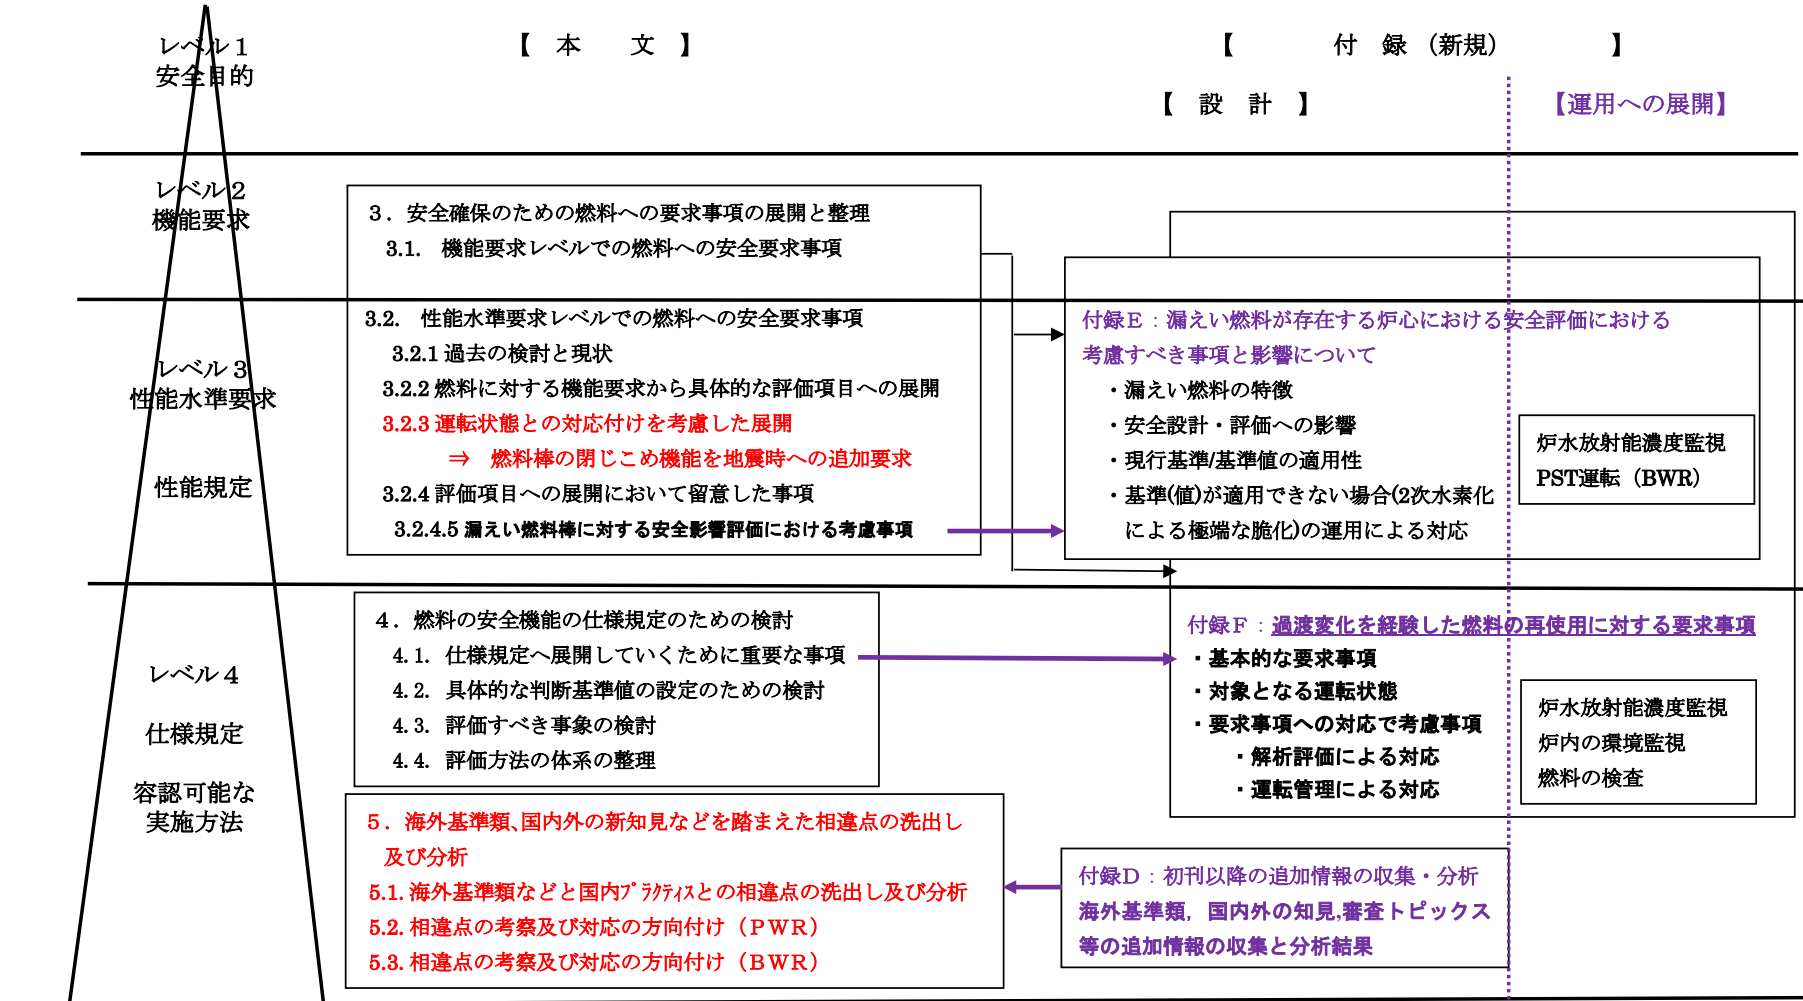 レベル１
安全目的
【　本　　文　】
【　　　　付　録　（新規）　　　　】
【　設　計　】
【運用への展開】
レベル２
機能要求
３．安全確保のための燃料への要求事項の展開と整理
3.1.　機能要求レベルでの燃料への安全要求事項
レベル３
性能水準要求
性能規定
3.2.　性能水準要求レベルでの燃料への安全要求事項
3.2.1 過去の検討と現状
3.2.2 燃料に対する機能要求から具体的な評価項目への展開
3.2.3 運転状態との対応付けを考慮した展開
⇒　燃料棒の閉じこめ機能を地震時への追加要求
3.2.4 評価項目への展開において留意した事項
3.2.4.5 漏えい燃料棒に対する安全影響評価における考慮事項
付録Ｅ：漏えい燃料が存在する炉心における安全評価における
考慮すべき事項と影響について
・漏えい燃料の特徴
・安全設計・評価への影響
・現行基準/基準値の適用性
・基準(値)が適用できない場合(2次水素化
による極端な脆化)の運用による対応
炉水放射能濃度監視
PST運転（BWR）
レベル４
仕様規定
容認可能な
実施方法
４．燃料の安全機能の仕様規定のための検討
4.1.　仕様規定へ展開していくために重要な事項
4.2.　具体的な判断基準値の設定のための検討
4.3.　評価すべき事象の検討
4.4.　評価方法の体系の整理
付録Ｆ：過渡変化を経験した燃料の再使用に対する要求事項
・基本的な要求事項
・対象となる運転状態
・要求事項への対応で考慮事項
・解析評価による対応
・運転管理による対応
炉水放射能濃度監視
炉内の環境監視
燃料の検査
５．海外基準類、国内外の新知見などを踏まえた相違点の洗出し
及び分析
5.1. 海外基準類などと国内ﾌﾟﾗｸﾃｨｽとの相違点の洗出し及び分析
5.2. 相違点の考察及び対応の方向付け（ＰＷＲ）
5.3. 相違点の考察及び対応の方向付け（ＢＷＲ）
付録Ｄ：初刊以降の追加情報の収集・分析
海外基準類，国内外の知見,審査トピックス
等の追加情報の収集と分析結果